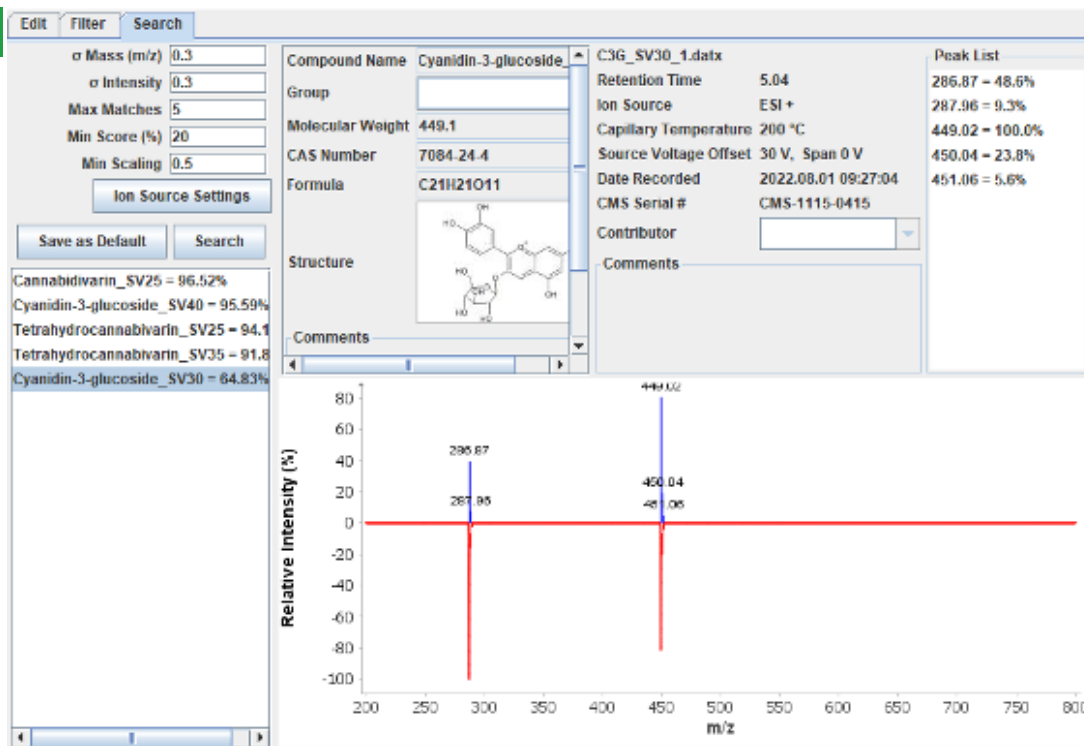 Edit Filter Search
σ Mass (m/z) 0.3
σ Intensity 0.3
Max Matches 5
Min Score (%) 20
Min Scaling 0.5
Ion Source Settings
Save as Default Search
Cannabidivarin_SV25 = 96.52%
Cyanidin-3-glucoside_SV40 = 95.59%
Tetrahydrocannabivarin_SV25 = 94.1
Tetrahydrocannabivarin_SV35 = 91.8
Cyanidin-3-glucoside_SV30 = 64.83%
Compound Name Cyanidin-3-glucoside_
Group
Molecular Weight 449.1
CAS Number 7084-24-4
Formula C21H21O11
Structure
OH
HO
O+
HO
O
OH
HO
HO
OH
Comments
C3G_SV30_1.datx
Retention Time 5.04
Ion Source ESI +
Capillary Temperature 200 °C
Source Voltage Offset 30 V, Span 0 V
Date Recorded 2022.08.01 09:27:04
CMS Serial # CMS-1115-0415
Contributor
Comments
Peak List
286.87 = 48.6%
287.96 = 9.3%
449.02 = 100.0%
450.04 = 23.8%
451.06 = 5.6%
Relative Intensity (%)
80
60
40
20
0
-20
-40
-60
-80
-100
449.02
286.87
450.04
287.96
451.06
200 250 300 350 400 450 500 550 600 650 700 750 800
m/z